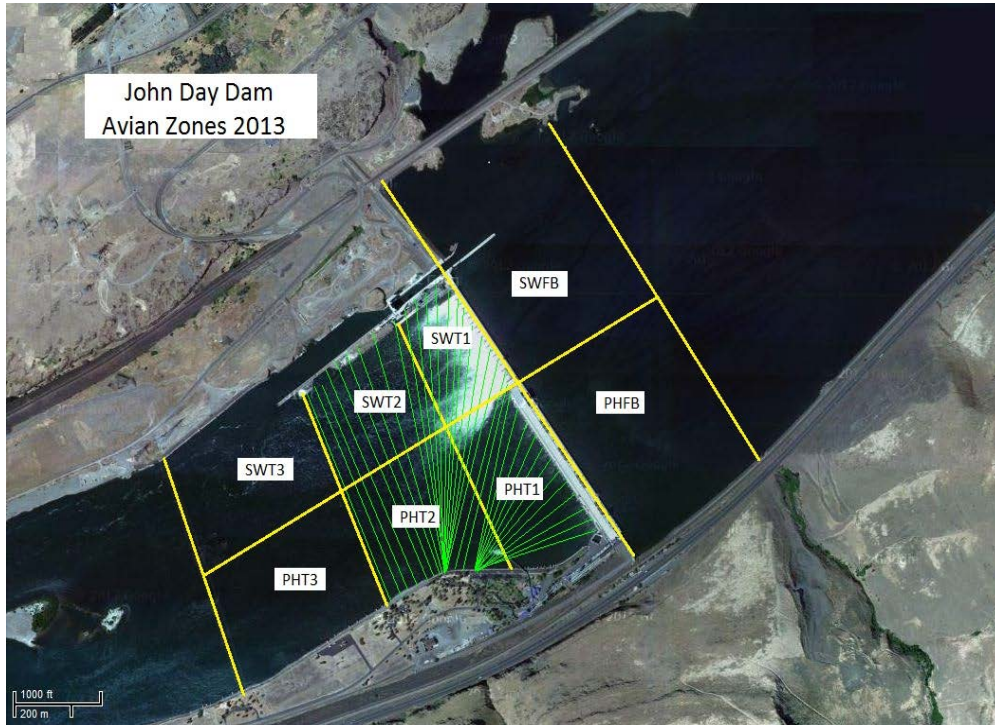 John Day Dam
Avian Zones 2013
SWFB
SWT1
SWT2
PHFB
SWT3
PHT1
PHT2
PHT3
1000 ft
200 m